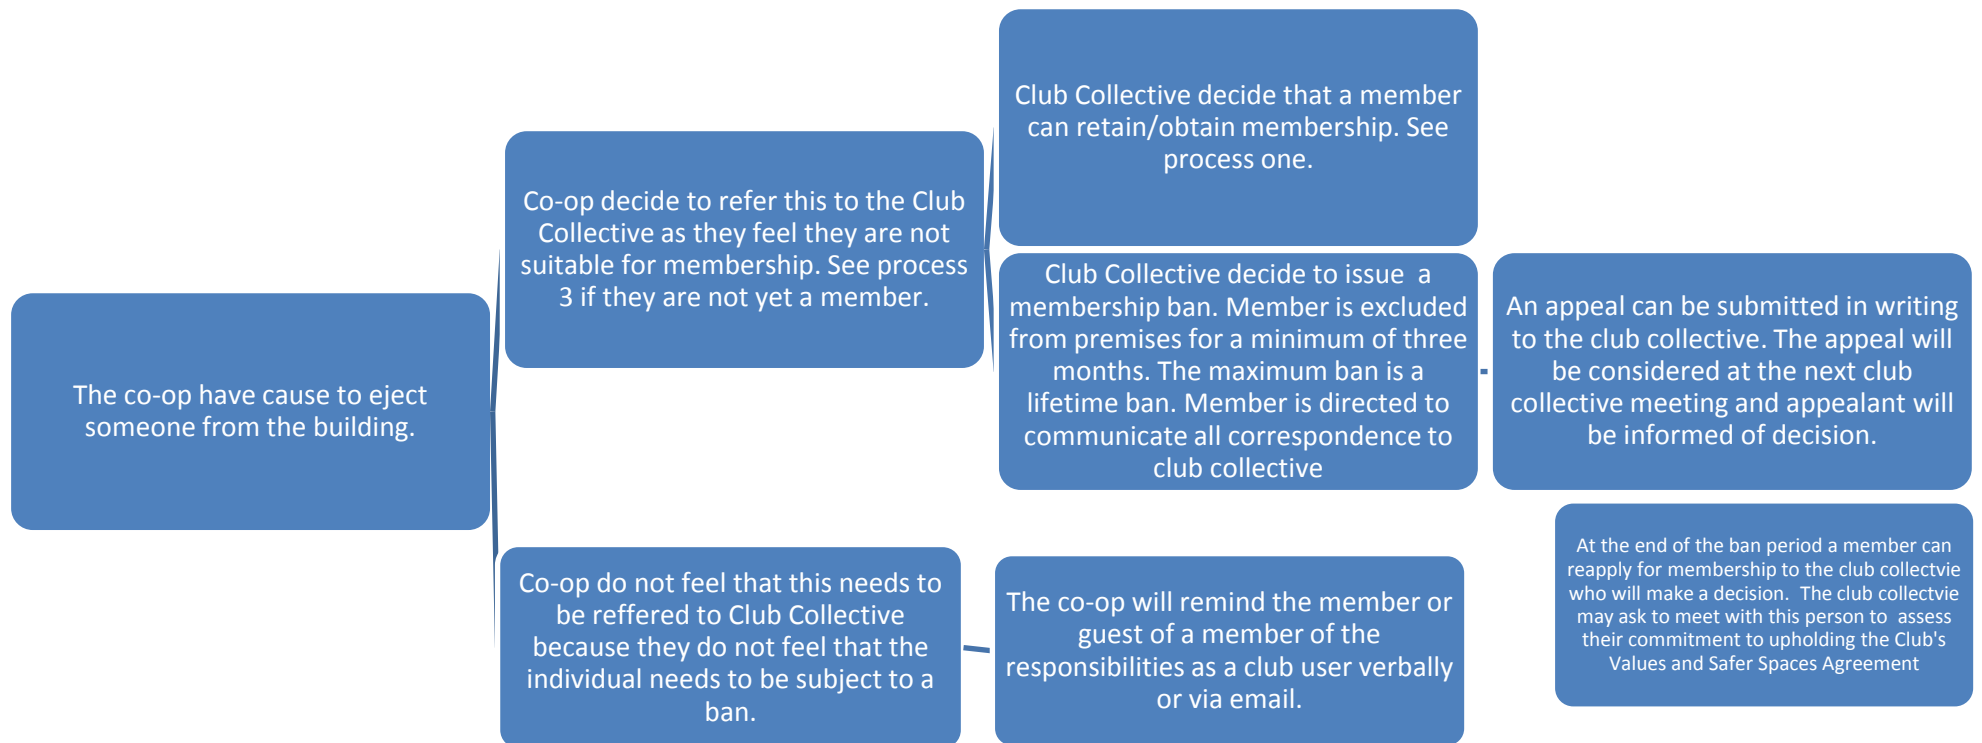 The co-op have cause to eject
someone from the building.
Co-op decide to refer this to the Club
Collective as they feel they are not
suitable for membership. See process
3 if they are not yet a member.
Club Collective decide that a member
can retain/obtain membership. See
process one.
Club Collective decide to issue  a
membership ban. Member is excluded
from premises for a minimum of three
months. The maximum ban is a
lifetime ban. Member is directed to
communicate all correspondence to
club collective
An appeal can be submitted in writing
to the club collective. The appeal will
be considered at the next club
collective meeting and appealant will
be informed of decision.
At the end of the ban period a member can
reapply for membership to the club collectvie
who will make a decision.  The club collectvie
may ask to meet with this person to  assess
their commitment to upholding the Club's
Values and Safer Spaces Agreement
Co-op do not feel that this needs to
be reffered to Club Collective
because they do not feel that the
individual needs to be subject to a
ban.
The co-op will remind the member or
guest of a member of the
responsibilities as a club user verbally
or via email.